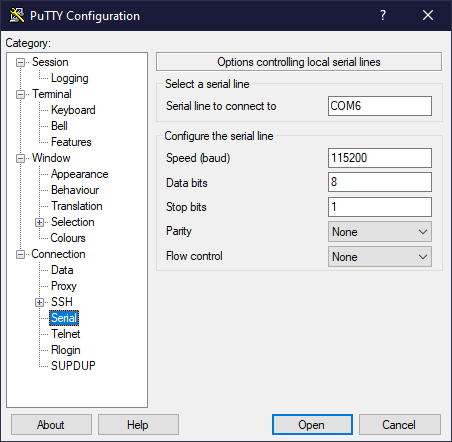 PuTTY Configuration
?
Category:
Session
Logging
Terminal
Keyboard
Bell
Features
Window
Appearance
Behaviour
Translation
Selection
Colours
Connection
Data
Proxy
SSH
Serial
Telnet
Rlogin
SUPDUP
Options controlling local serial lines
Select a serial line
Serial line to connect to COM6
Configure the serial line
Speed (baud) 115200
Data bits 8
Stop bits 1
Parity None
Flow control None
About Help Open Cancel